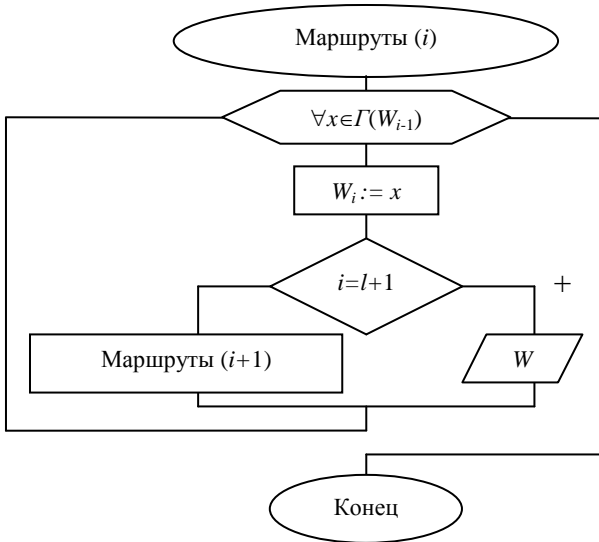 Маршруты (i)
∀x∈Γ(Wi-1)
Wi := x
i=l+1
+
Маршруты (i+1)
W
Конец